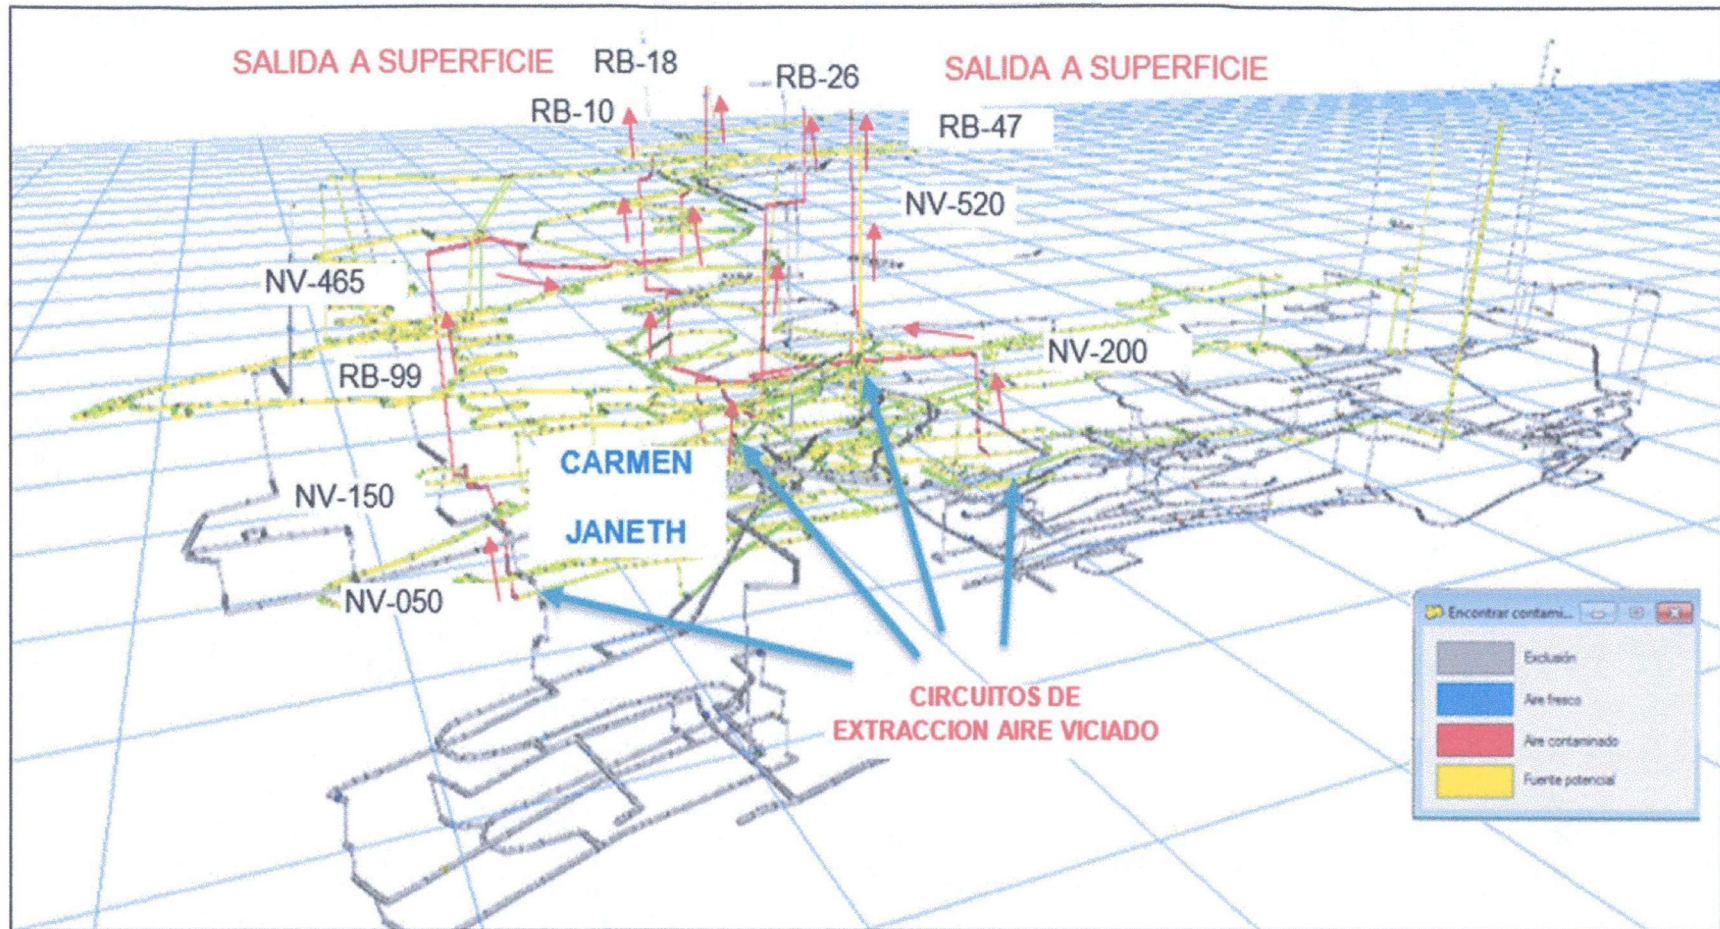 SALIDA A SUPERFICIE
RB-18
RB-26
SALIDA A SUPERFICIE
RB-10
RB-47
NV-520
NV-465
NV-200
RB-99
CARMEN
NV-150
JANETH
NV-050
CIRCUITOS DE
EXTRACCION AIRE VICIADO
Encontrar contami...
Exclusión
Aire fresco
Aire contaminado
Fuente potencial